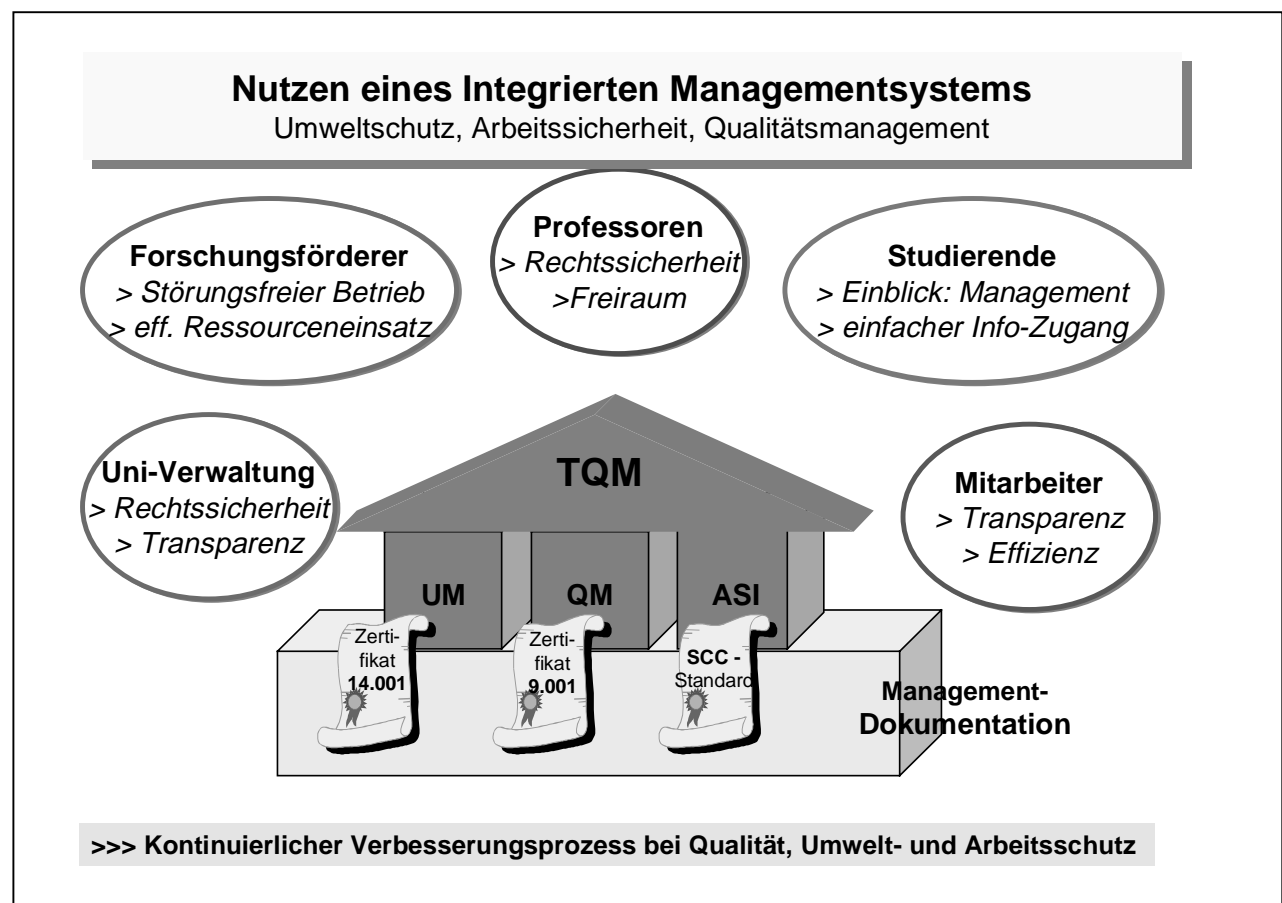 Nutzen eines Integrierten Managementsystems
Umweltschutz, Arbeitssicherheit, Qualitätsmanagement
Forschungsförderer
> Störungsfreier Betrieb
> eff. Ressourceneinsatz
Professoren
> Rechtssicherheit
>Freiraum
Studierende
> Einblick: Management
> einfacher Info-Zugang
Uni-Verwaltung
> Rechtssicherheit
> Transparenz
TQM
Mitarbeiter
> Transparenz
> Effizienz
UM
QM
ASI
Zerti-
fikat
14.001
Zerti-
fikat
9.001
SCC -
Standard
Management-
Dokumentation
>>> Kontinuierlicher Verbesserungsprozess bei Qualität, Umwelt- und Arbeitsschutz